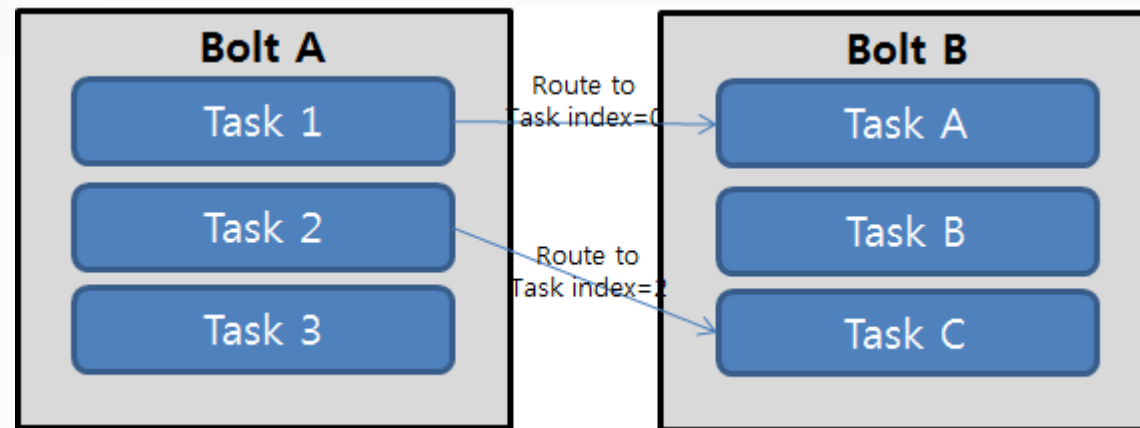 Bolt A
Task 1
Task 2
Task 3
Route to
Task index=0
Route to
Task index=2
Bolt B
Task A
Task B
Task C